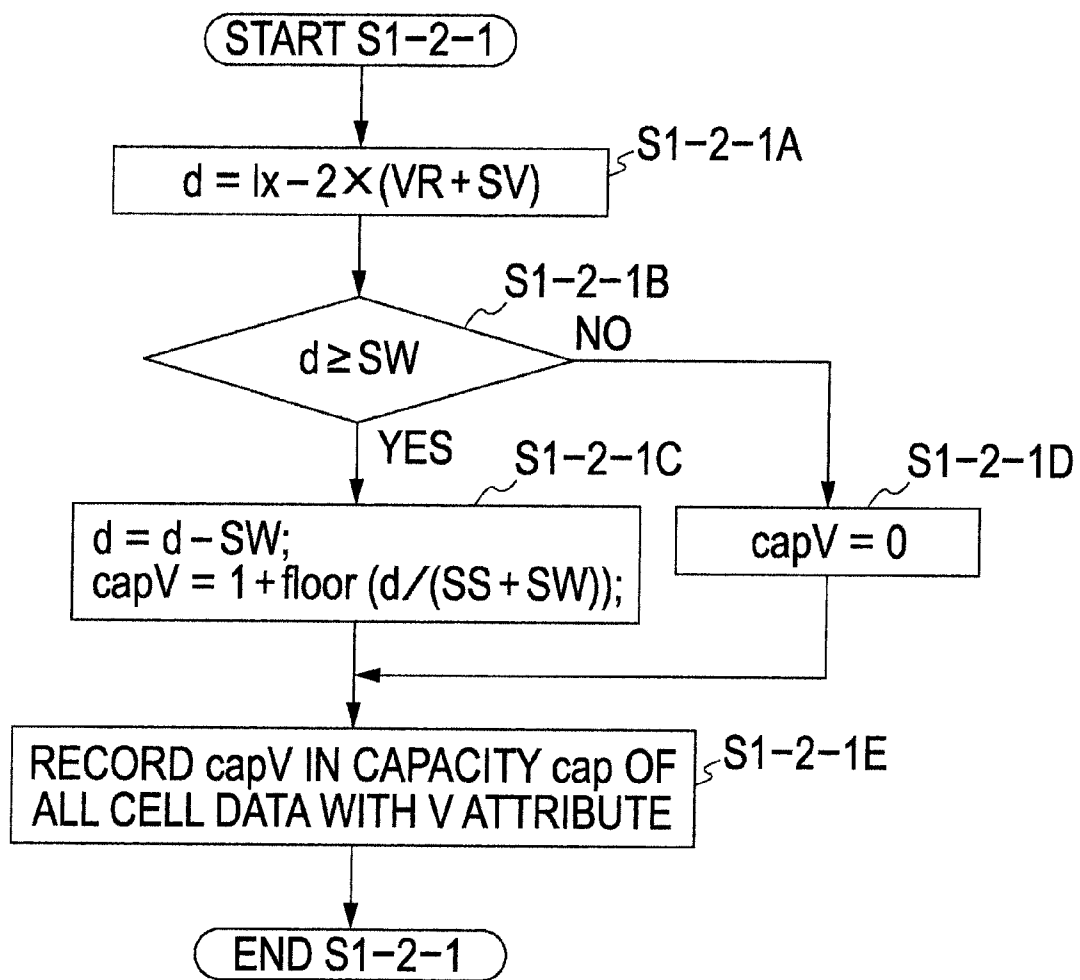 START S1-2-1
S1-2-1A
d = lx - 2×(VR + SV)
S1-2-1B
d ≥ SW
NO
YES
S1-2-1C
d = d - SW;
capV = 1 + floor (d/(SS + SW));
S1-2-1D
capV = 0
RECORD capV IN CAPACITY cap OF
ALL CELL DATA WITH V ATTRIBUTE
S1-2-1E
END S1-2-1